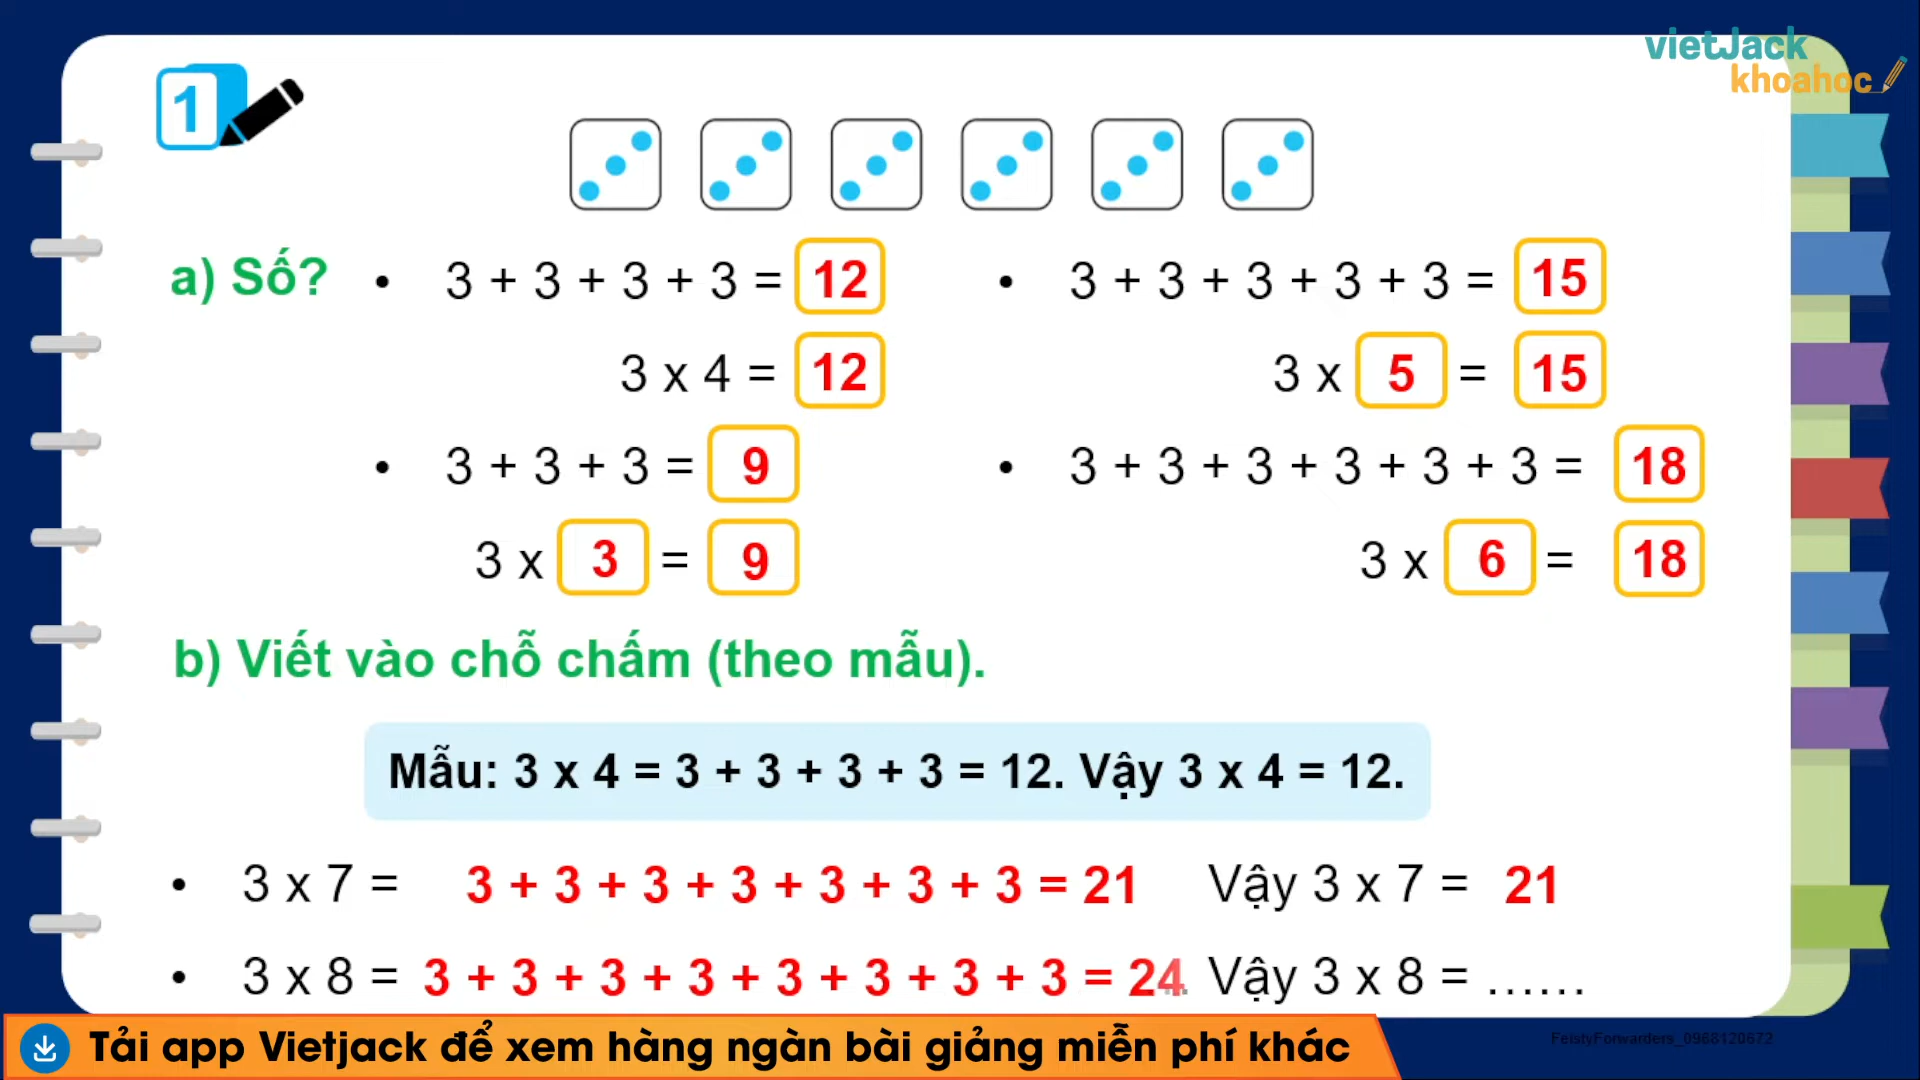 vietJack
khoahoc
1
a) Số? • 3 + 3 + 3 + 3 = 12 • 3 + 3 + 3 + 3 + 3 = 15
3 x 4 = 12 3 x 5 = 15
• 3 + 3 + 3 = 9 • 3 + 3 + 3 + 3 + 3 + 3 = 18
3 x 3 = 9 3 x 6 = 18
b) Viết vào chỗ chấm (theo mẫu).
Mẫu: 3 x 4 = 3 + 3 + 3 + 3 = 12. Vậy 3 x 4 = 12.
• 3 x 7 = 3 + 3 + 3 + 3 + 3 + 3 + 3 = 21 Vậy 3 x 7 = 21
• 3 x 8 = 3 + 3 + 3 + 3 + 3 + 3 + 3 + 3 = 24 Vậy 3 x 8 = ......
Tải app Vietjack để xem hàng ngàn bài giảng miễn phí khác
FeistyForwarders_0968120672